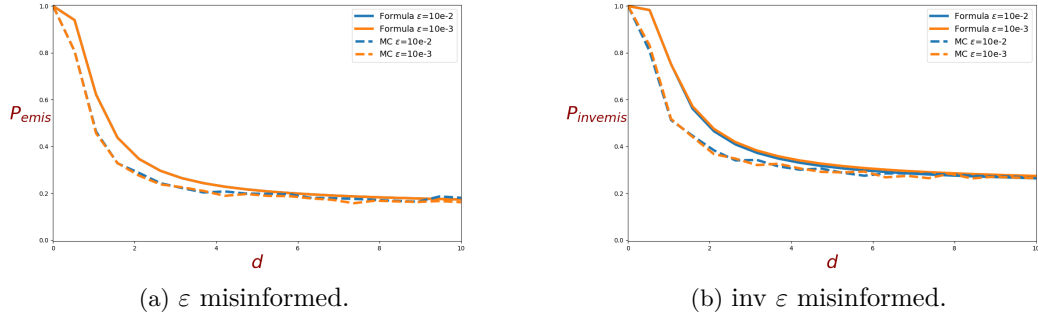 1.0
0.8
0.6
0.4
0.2
0.0
0
2
4
6
8
10
P_emis
d
Formula ε=10e-2
Formula ε=10e-3
MC ε=10e-2
MC ε=10e-3
(a) ε misinformed.
1.0
0.8
0.6
0.4
0.2
0.0
0
2
4
6
8
10
P_invemis
d
Formula ε=10e-2
Formula ε=10e-3
MC ε=10e-2
MC ε=10e-3
(b) inv ε misinformed.